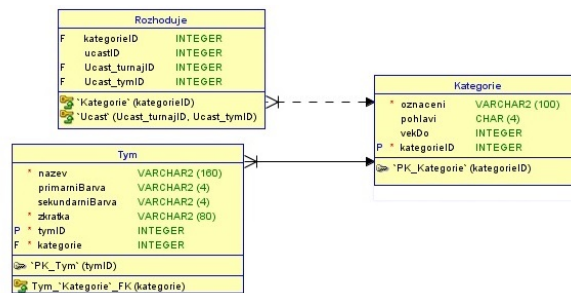 Rozhoduje
F kategorieID INTEGER
ucastID INTEGER
F Ucast_turnajID INTEGER
F Ucast_tymID INTEGER
`Kategorie` (kategorieID)
`Ucast` (Ucast_turnajID, Ucast_tymID)
Kategorie
* oznaceni VARCHAR2 (100)
pohlavi CHAR (4)
vekDo INTEGER
P * kategorieID INTEGER
`PK_Kategorie` (kategorieID)
Tym
* nazev VARCHAR2 (160)
primarniBarva VARCHAR2 (4)
sekundarniBarva VARCHAR2 (4)
* zkratka VARCHAR2 (80)
P * tymID INTEGER
F * kategorie INTEGER
`PK_Tym` (tymID)
Tym_`Kategorie`_FK (kategorie)